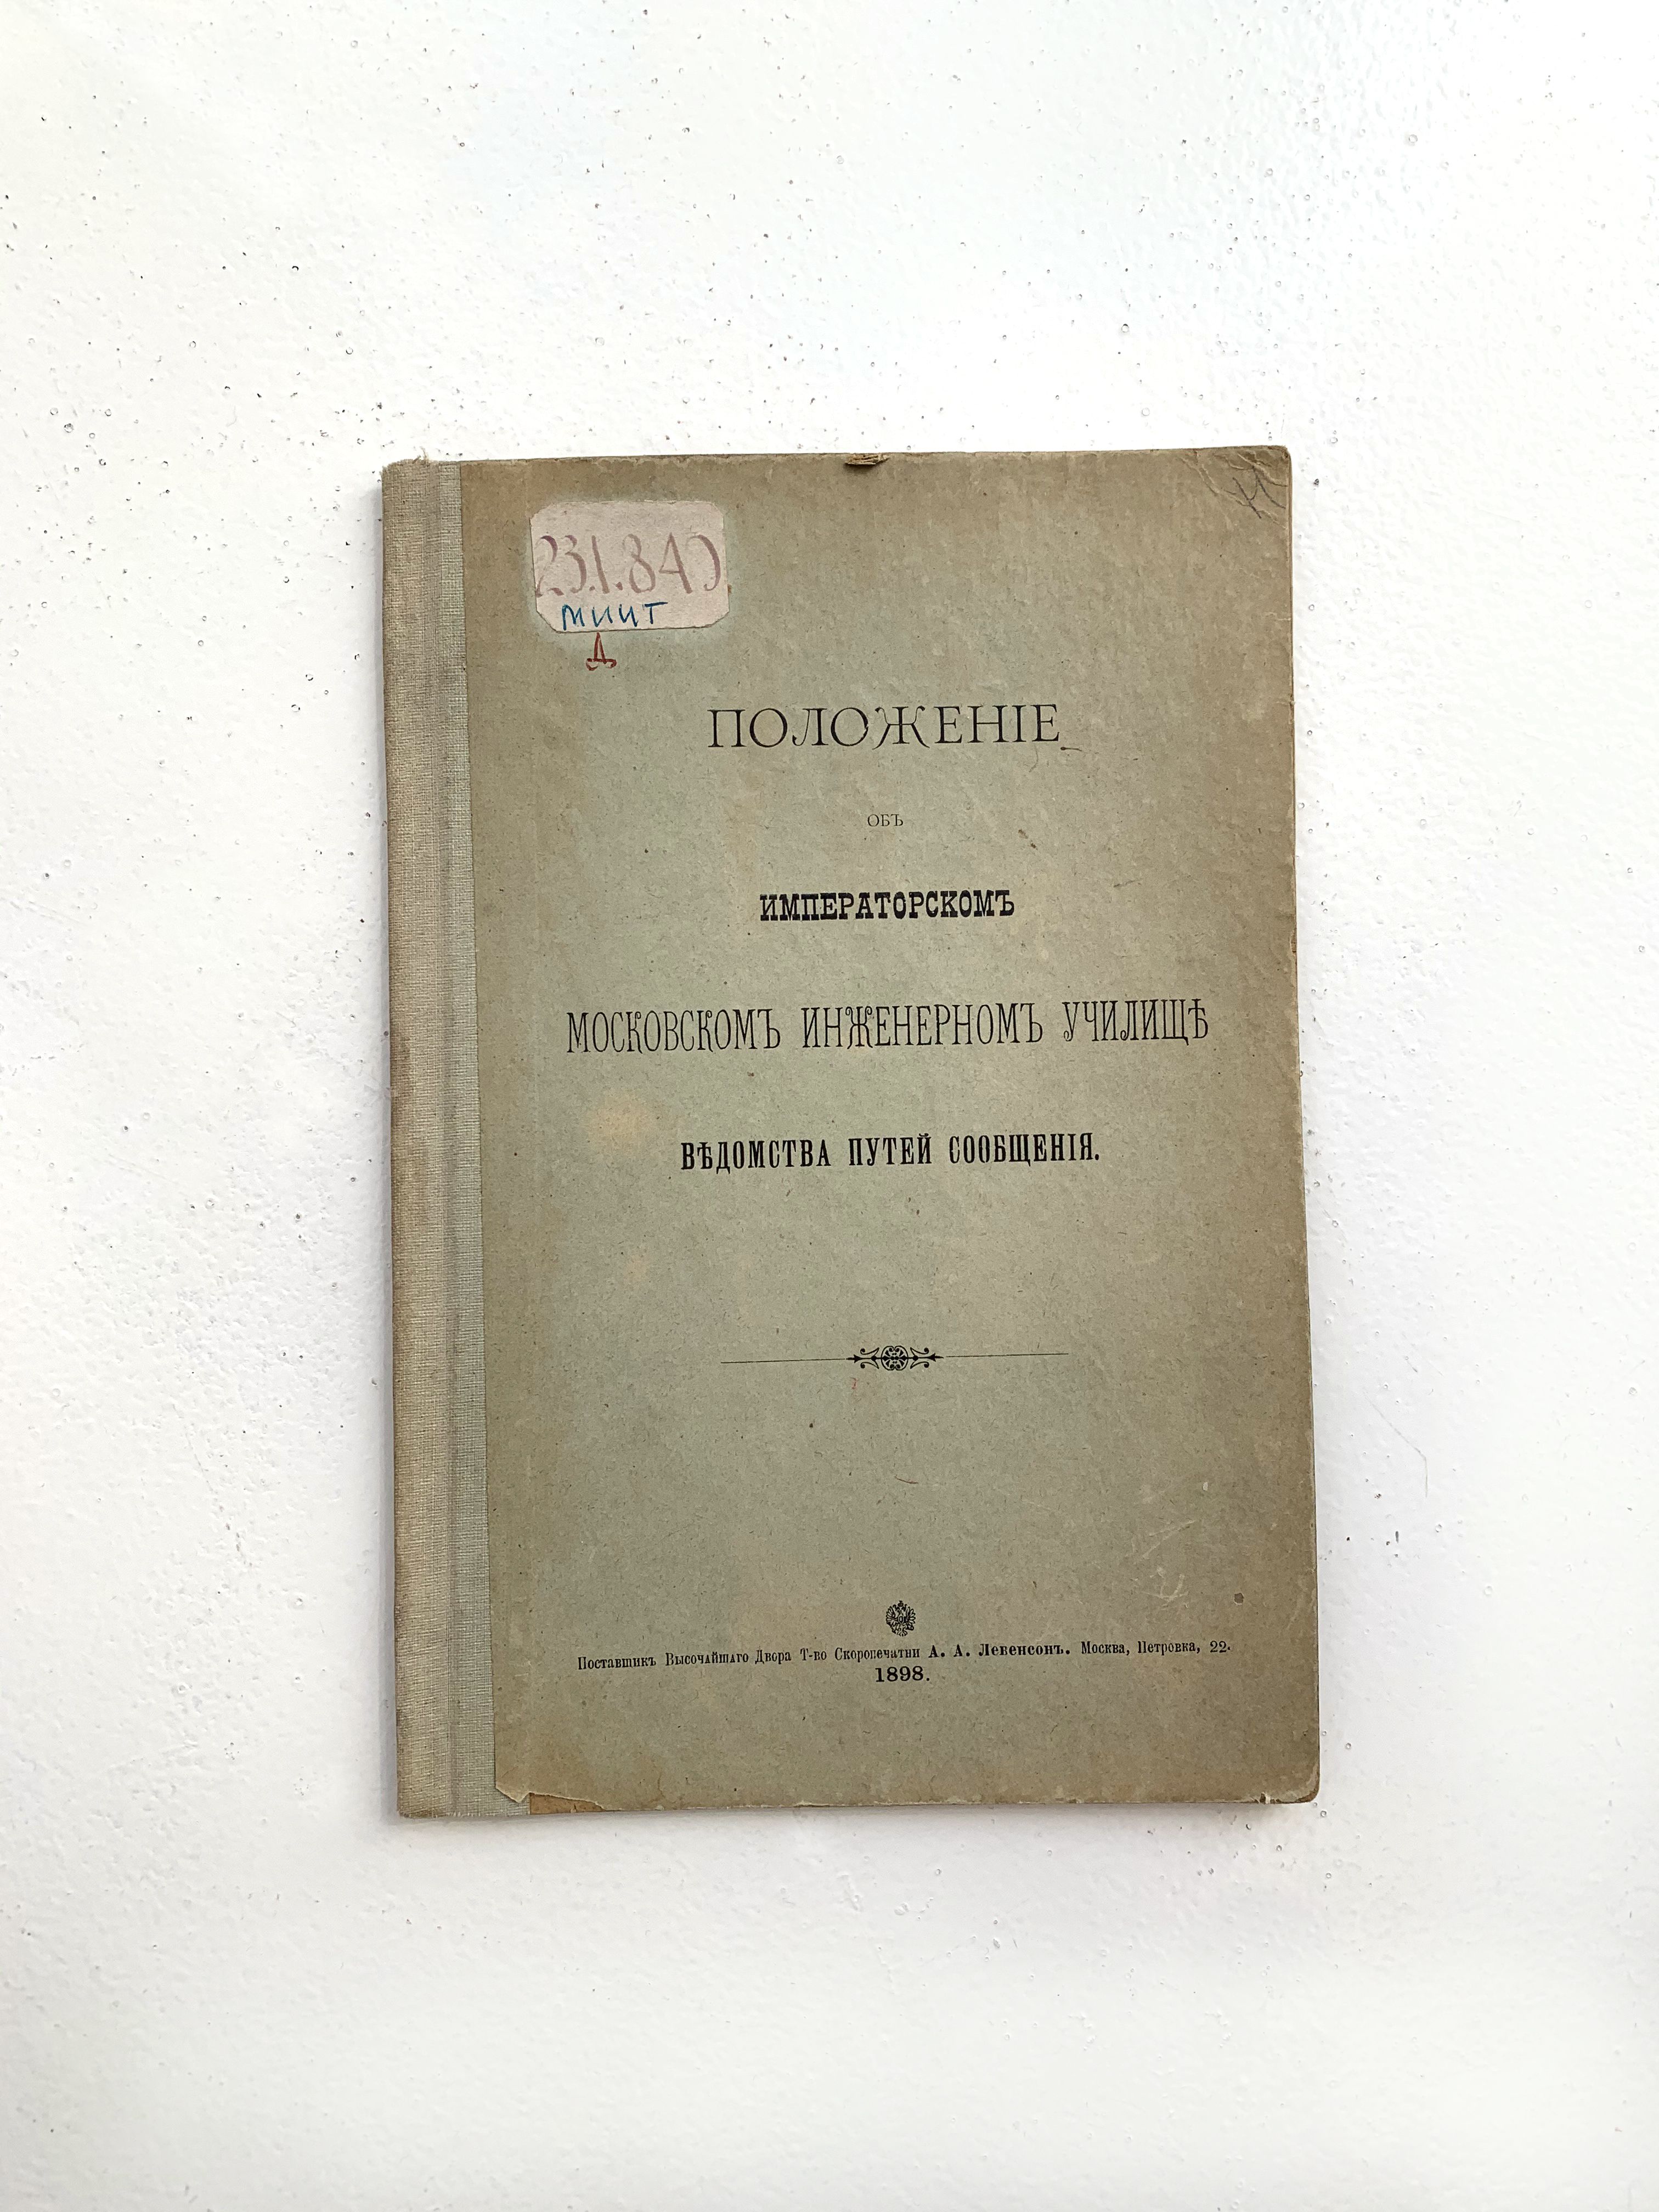 231.840.
МИИТ
Д
ПОЛОЖЕНІЕ
ОБЪ
ИМПЕРАТОРСКОМЪ
МОСКОВСКОМЪ ИНЖЕНЕРНОМЪ УЧИЛИЩѢ
ВѢДОМСТВА ПУТЕЙ СООБЩЕНІЯ.
Поставщикъ Высочайшаго Двора Т-во Скоропечатни А. А. Левенсонъ. Москва, Петровка, 22.
1898.